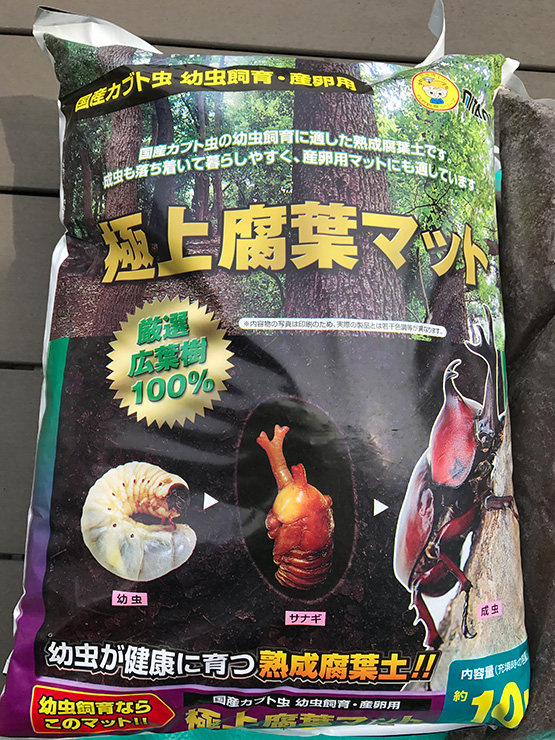 国産カブト虫 幼虫飼育・産卵用
国産カブト虫の幼虫飼育に適した熟成腐葉土です。
成虫も落ち着いて暮らしやすく、産卵用マットにも適しています
極上腐葉マット
※内容物の写真は印刷のため、実際の製品とは若干色調等が異なります。
厳選
広葉樹
100%
幼虫
サナギ
成虫
幼虫が健康に育つ熟成腐葉土!!
幼虫飼育なら
このマット!!
国産カブト虫 幼虫飼育・産卵用
極上腐葉マット
内容量(充填時の
約10